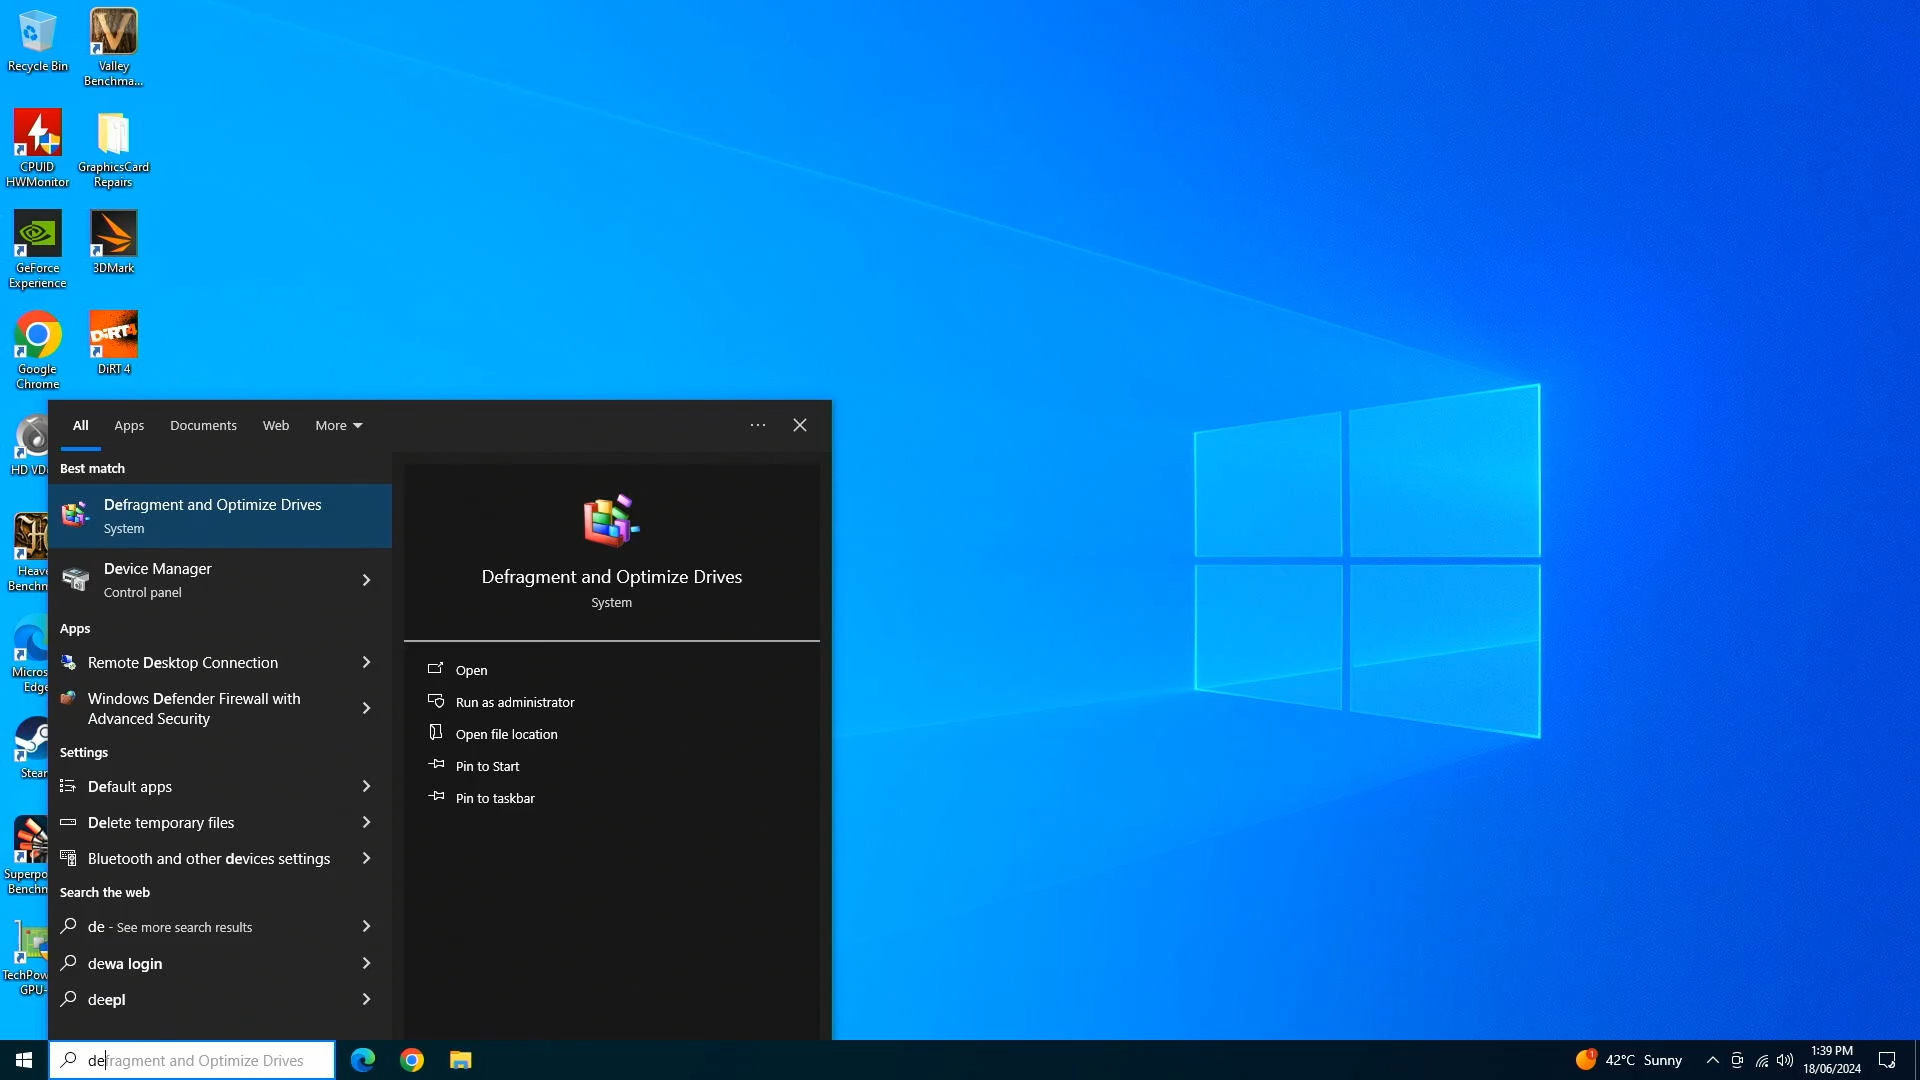 Recycle Bin
Valley
Benchma...
CPUID
HWMonitor
GraphicsCard
Repairs
GeForce
Experience
3DMark
Google
Chrome
DiRT 4
DiRT 4
HD VD
Heave
Benchm
Micros
Edge
Stear
Superpo
Benchn
TechPow
GPU-
All
Apps
Documents
Web
More
Best match
Defragment and Optimize Drives
System
Device Manager
Control panel
Apps
Remote Desktop Connection
Windows Defender Firewall with
Advanced Security
Settings
Default apps
Delete temporary files
Bluetooth and other devices settings
Search the web
de - See more search results
dewa login
deepl
Defragment and Optimize Drives
System
Open
Run as administrator
Open file location
Pin to Start
Pin to taskbar
defragment and Optimize Drives
1
42°C Sunny
1:39 PM
18/06/2024